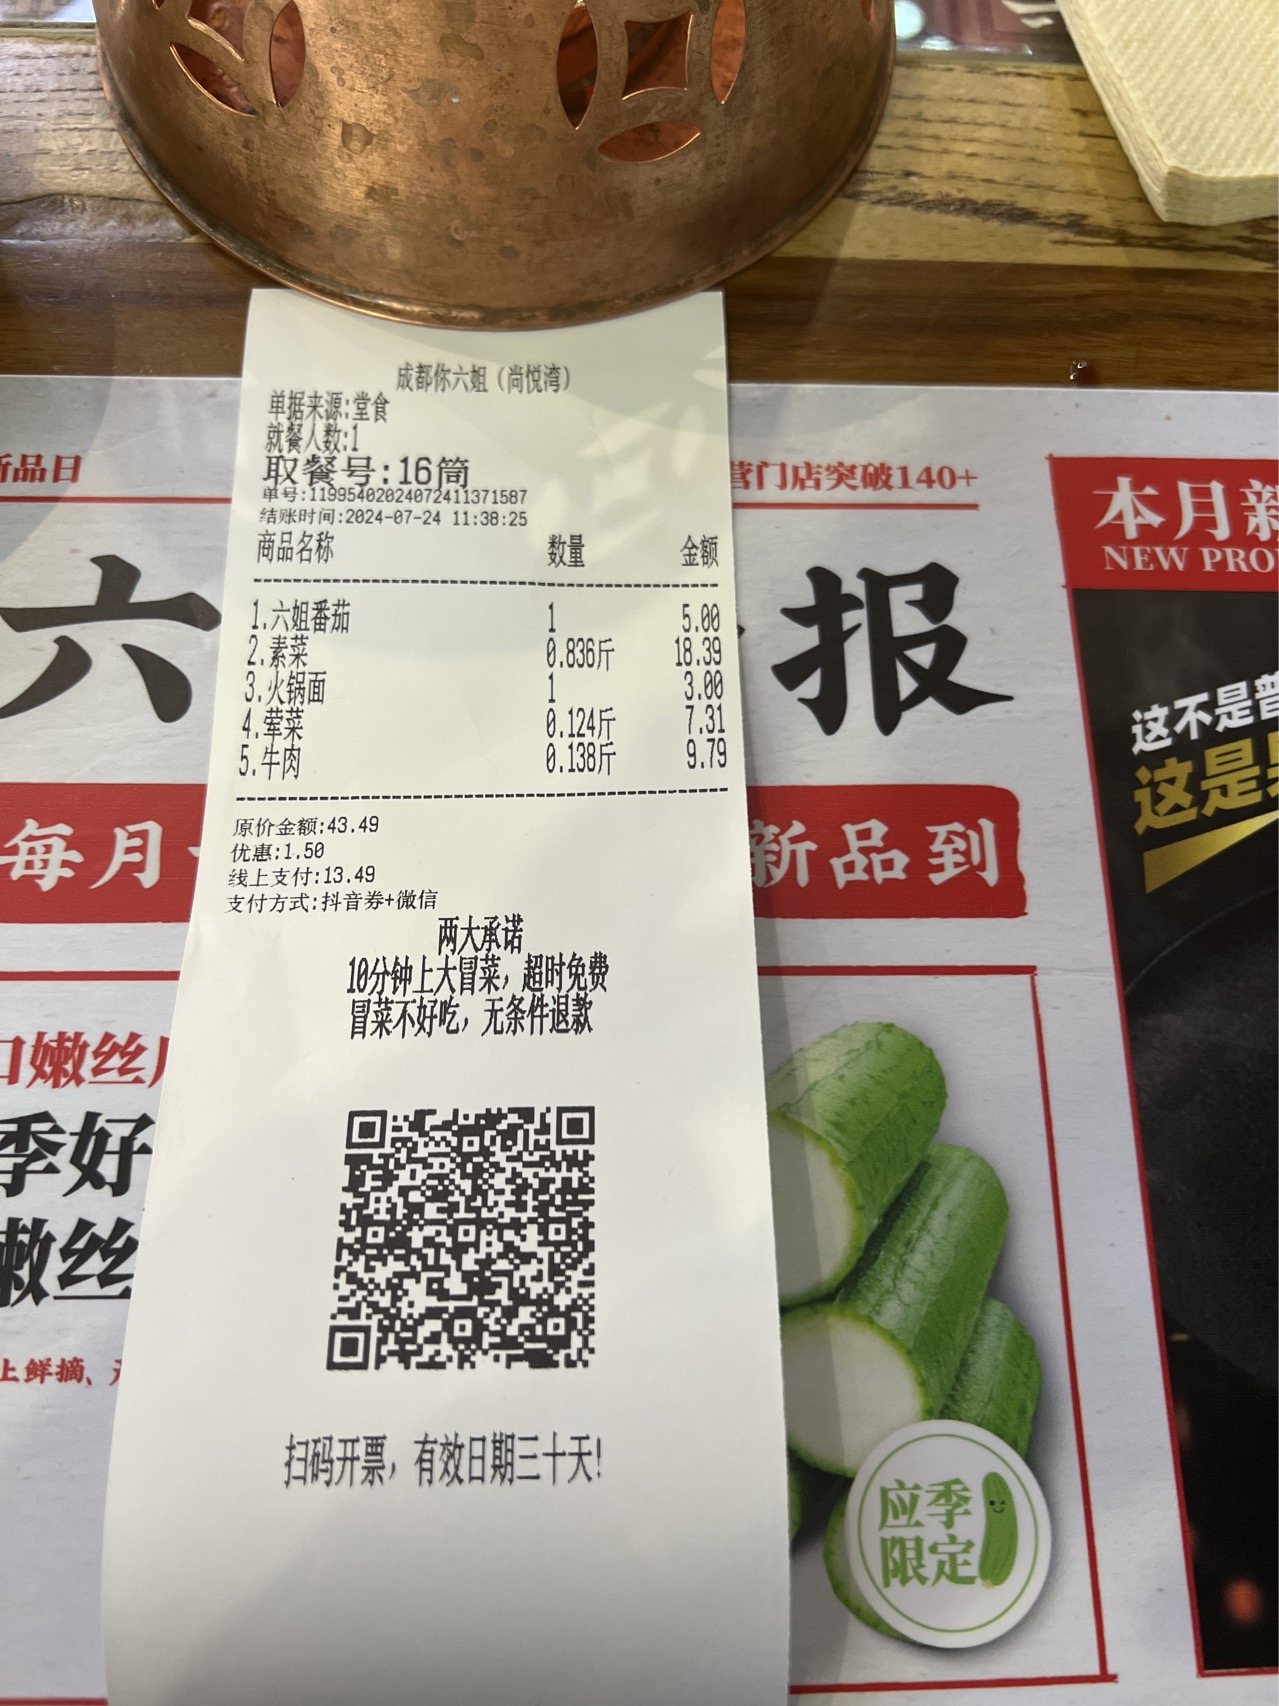 成都你六姐（尚悦湾）
单据来源:堂食
就餐人数:1
取餐号:16筒
单号:11995402024072411371587
结账时间:2024-07-24 11:38:25
商品名称 数量 金额
1.六姐番茄 1 5.00
2.素菜 0.836斤 18.39
3.火锅面 1 3.00
4.荤菜 0.124斤 7.31
5.牛肉 0.138斤 9.79
原价金额:43.49
优惠:1.50
线上支付:13.49
支付方式:抖音券+微信
两大承诺
10分钟上大冒菜，超时免费
冒菜不好吃，无条件退款
扫码开票，有效日期三十天!
新品日
营门店突破140+
六
报
每月
新品到
口嫩丝
季好
嫩丝
上鲜摘、
应季
限定
本月新
NEW PRO
这不是普
这是